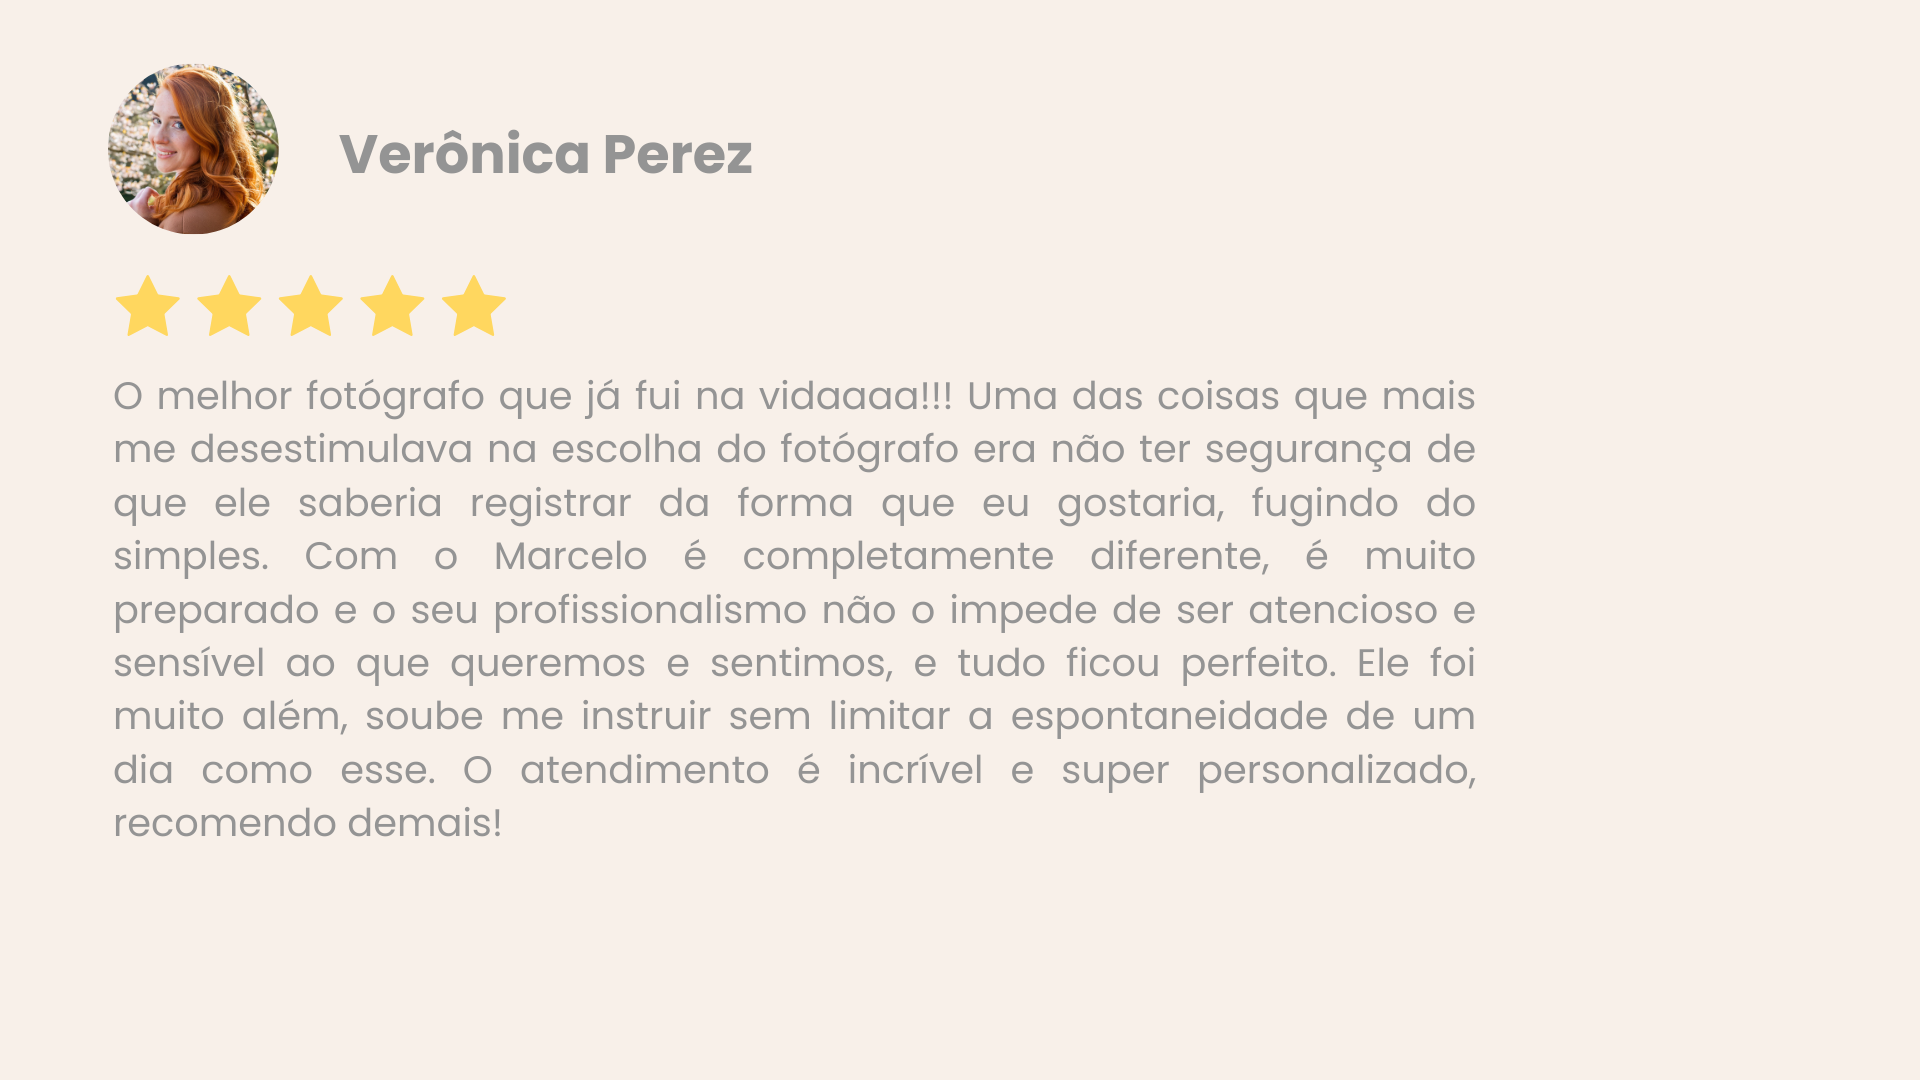 Verônica Perez
O melhor fotógrafo que já fui na vidaaaa!!! Uma das coisas que mais
me desestimulava na escolha do fotógrafo era não ter segurança de
que ele saberia registrar da forma que eu gostaria, fugindo do
simples. Com o Marcelo é completamente diferente, é muito
preparado e o seu profissionalismo não o impede de ser atencioso e
sensível ao que queremos e sentimos, e tudo ficou perfeito. Ele foi
muito além, soube me instruir sem limitar a espontaneidade de um
dia como esse. O atendimento é incrível e super personalizado,
recomendo demais!